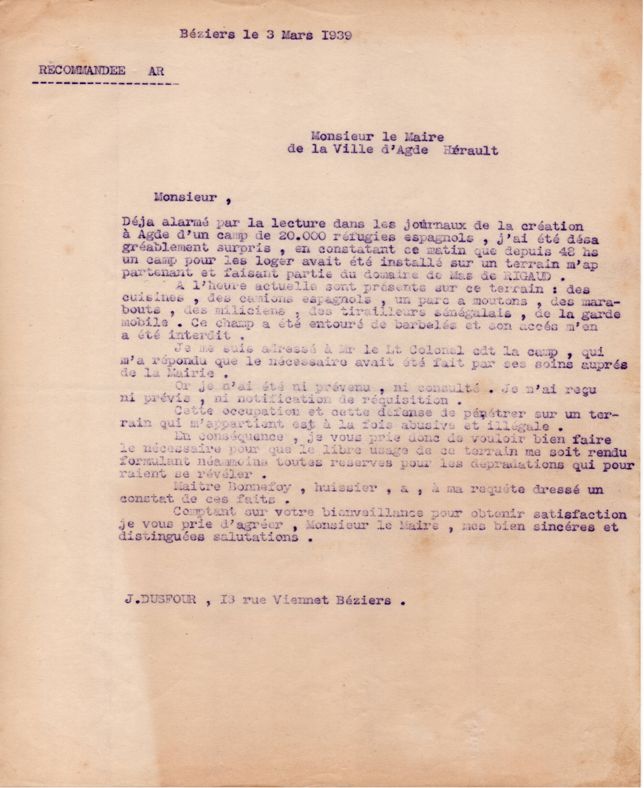 Béziers le 3 Mars I939
RECOMMANDEE AR
Monsieur le Maire
de la Ville d'Agde Hérault
Monsieur ,
Déja alarmé par la lecture dans les journaux de la création
à Agde d'un camp de 20.000 réfugies espagnols , j'ai été désa
gréablement surpris , en constatant ce matin que depuis 48 hs
un camp pour les loger avait été installé sur un terrain m'ap
partenant et faisant partie du domaine de Mas de RIGAUD .
A l'heure actuelle sont présents sur ce terrain : des
cuisines , des camions espagnols , un parc a moutons , des mara-
bouts , des miliciens , des tirailleurs sénégalais , de la garde
mobile . Ce champ a été entouré de barbelés et son accés m'en
a été interdit .
Je me suis adressé à Mr le Lt Colonal cdt la camp , qui
m'a répondu que le nécessaire avait été fait par ses soins auprés
de la Mairie .
Or je n'ai été ni prévenu , ni consulté . Je n'ai reçu
ni prévis , ni notification de réquisition .
Cette occupation et cette défense de pénétrer sur un ter-
rain qui m'appartient est à la fois abusive et illégale .
En conséquence , je vous prie donc de vouloir bien faire
le nécessaire pour que le libre usage de ce terrain me soit rendu
formulant néammoins toutes reserves pour les depradations qui pour
raient se révéler .
Maitre Bonnefoy , huissier , a , à ma requéte dressé un
constat de ces faits .
Comptant sur votre bienveillance pour obtenir satisfaction
je vous prie d'agréer , Monsieur le Maire , mes bien sincéres et
distinguées salutations .
J.DUSFOUR , I3 rue Viennet Béziers .